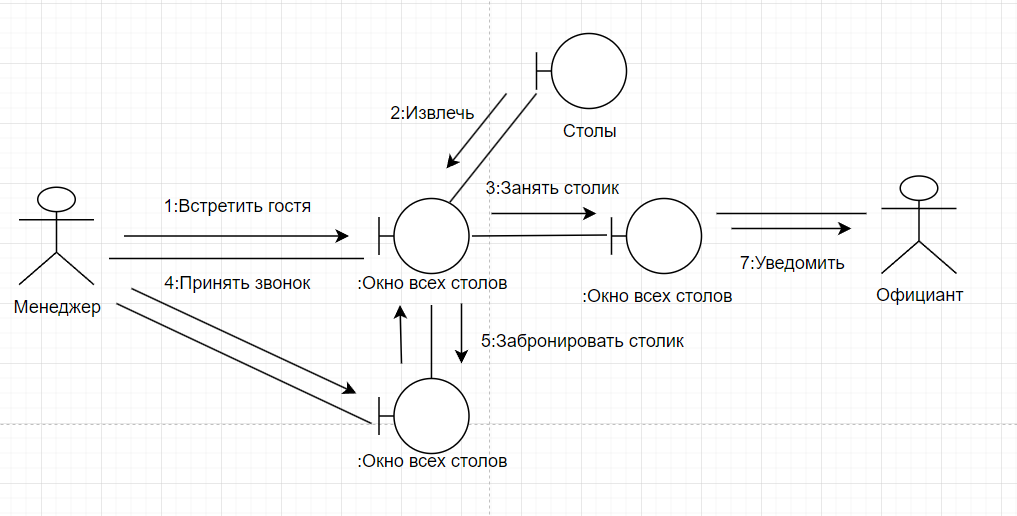 Столы
2:Извлечь
3:Занять столик
1:Встретить гостя
4:Принять звонок
:Окно всех столов
:Окно всех столов
7:Уведомить
Официант
Менеджер
5:Забронировать столик
:Окно всех столов